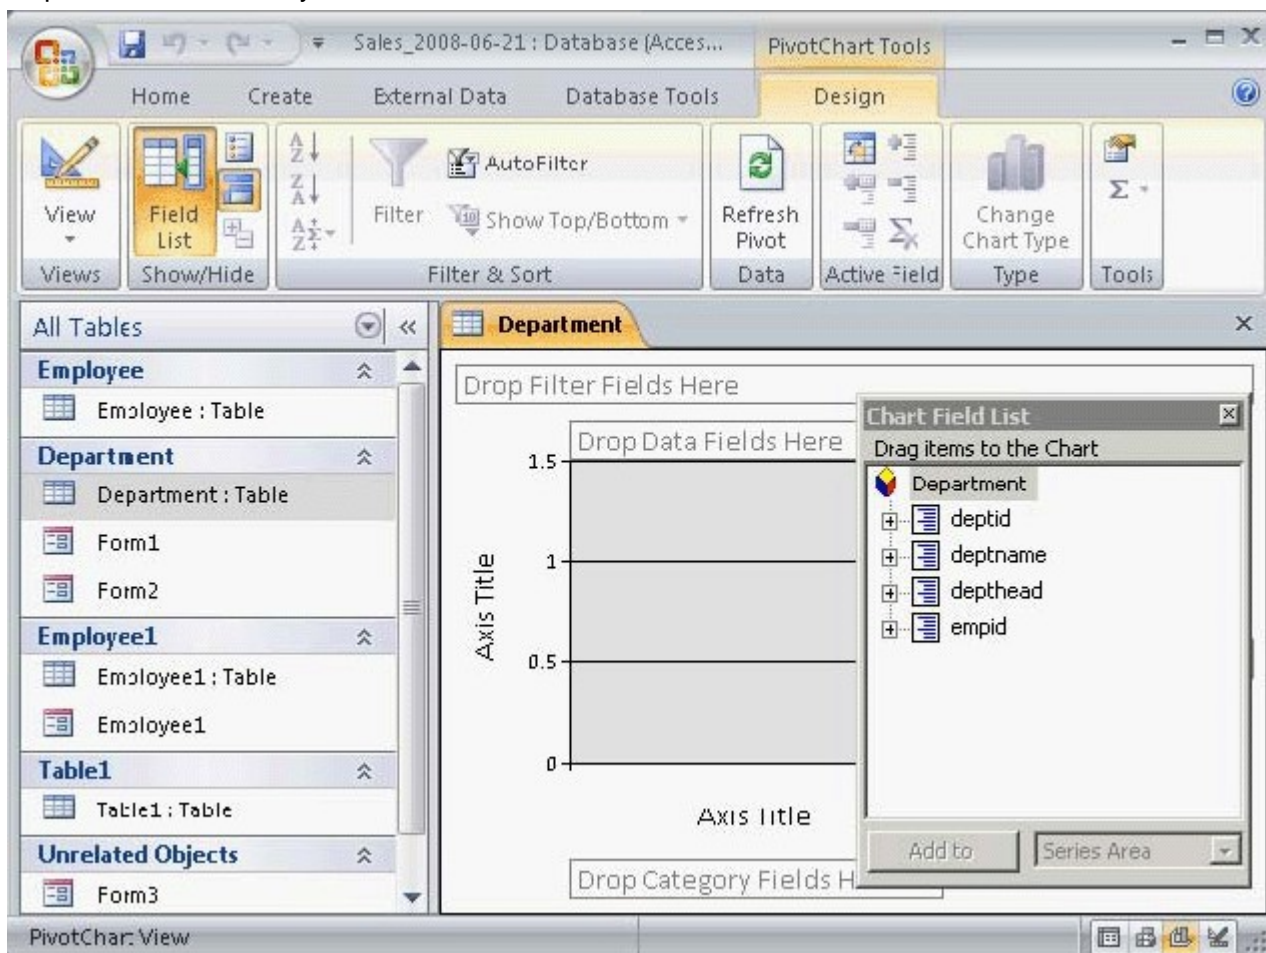 Sales_2008-06-21 : Database (Acces...
PivotChart Tools
Home Create External Data Database Tools Design
AutoFilter
View
Field List
Filter
Show Top/Bottom
Refresh Pivot
Change Chart Type
Views Show/Hide Filter & Sort Data Active Field Type Tools
All Tables
Employee
Employee : Table
Department
Department : Table
Form1
Form2
Employee1
Employee1 : Table
Employee1
Table1
Table1 : Table
Unrelated Objects
Form3
Department
Drop Filter Fields Here
Drop Data Fields Here
1.5
1
0.5
0
Axis Title
Axis Title
Drop Category Fields H
Chart Field List
Drag items to the Chart
Department
deptid
deptname
depthead
empid
Add to
Series Area
PivotChart View